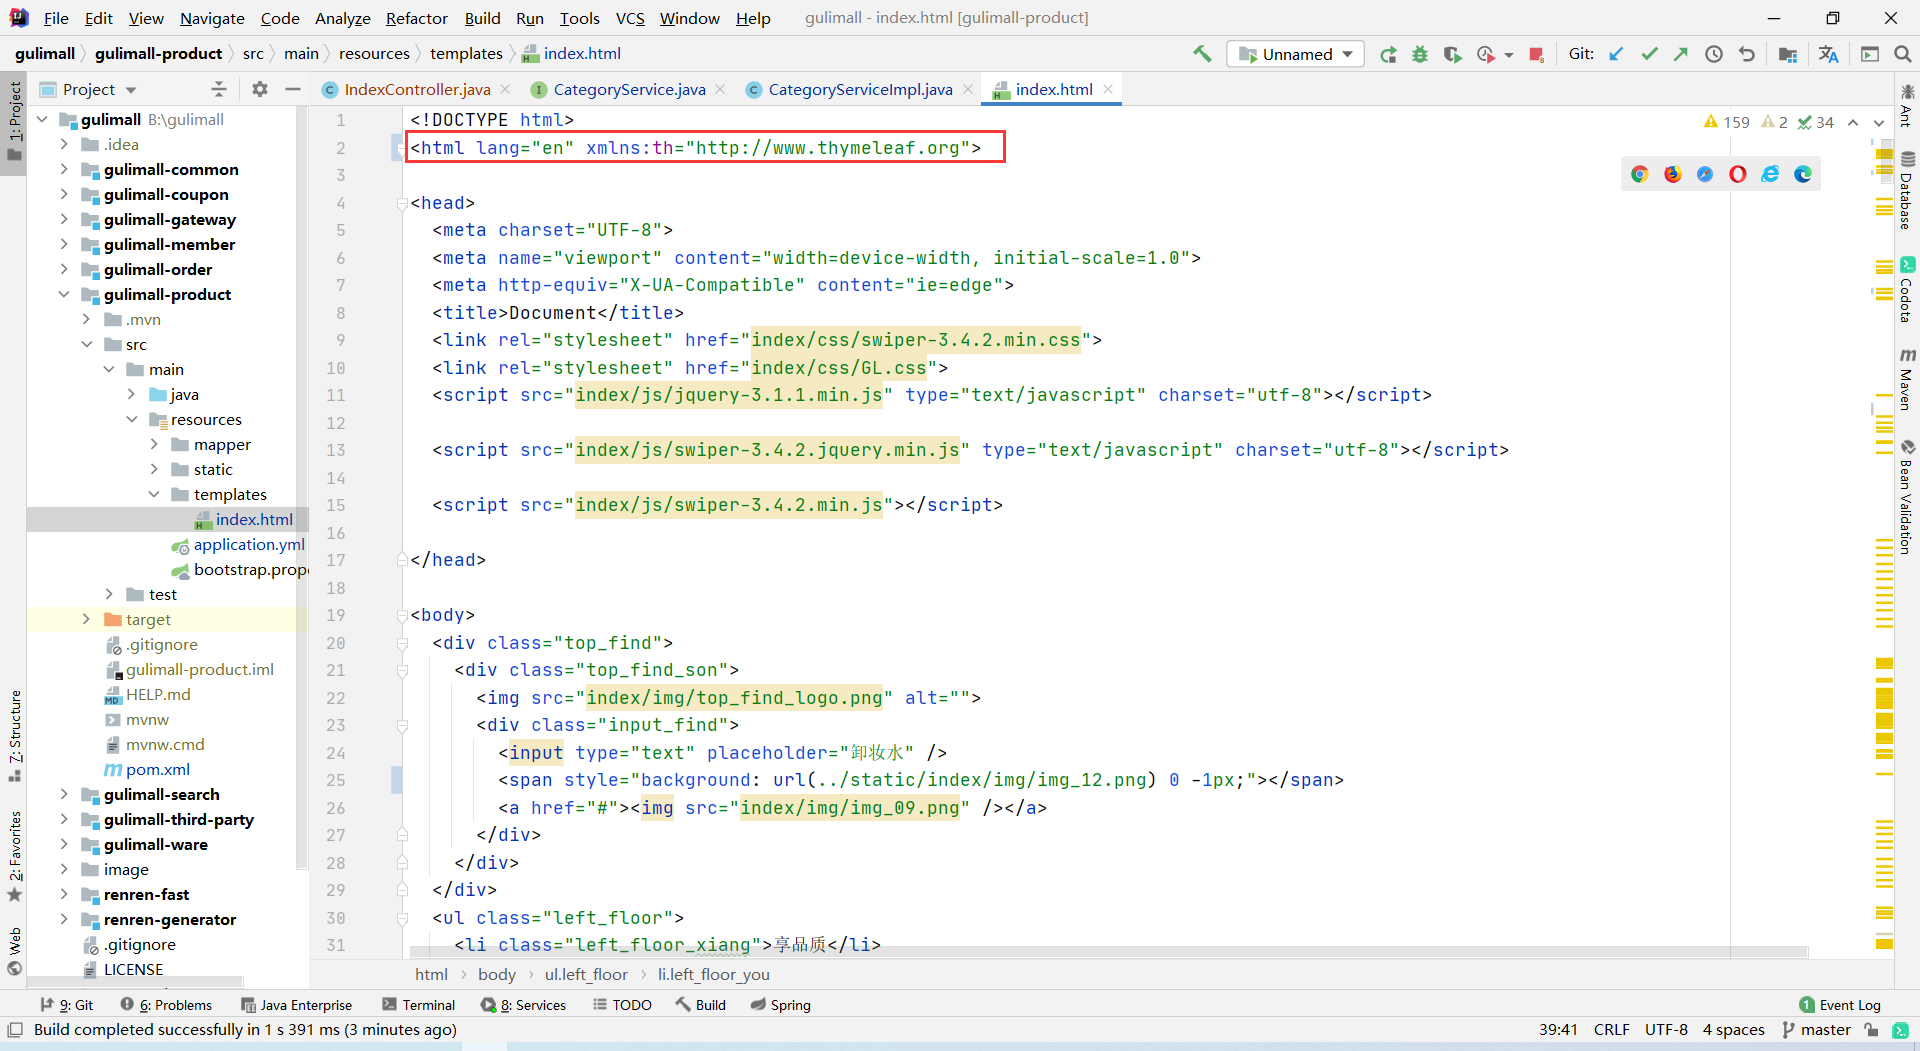 File Edit View Navigate Code Analyze Refactor Build Run Tools VCS Window Help gulimall - index.html [gulimall-product]
gulimall gulimall-product src main resources templates index.html Unnamed Git:
Project IndexController.java CategoryService.java CategoryServiceImpl.java index.html
1: Project
7: Structure
2: Favorites
Web
gulimall B:\gulimall
.idea
gulimall-common
gulimall-coupon
gulimall-gateway
gulimall-member
gulimall-order
gulimall-product
.mvn
src
main
java
resources
mapper
static
templates
index.html
application.yml
bootstrap.prope
test
target
.gitignore
gulimall-product.iml
HELP.md
mvnw
mvnw.cmd
pom.xml
gulimall-search
gulimall-third-party
gulimall-ware
image
renren-fast
renren-generator
.gitignore
LICENSE
159 2 34
1 <!DOCTYPE html>
2 <html lang="en" xmlns:th="http://www.thymeleaf.org">
3
4 <head>
5 <meta charset="UTF-8">
6 <meta name="viewport" content="width=device-width, initial-scale=1.0">
7 <meta http-equiv="X-UA-Compatible" content="ie=edge">
8 <title>Document</title>
9 <link rel="stylesheet" href="index/css/swiper-3.4.2.min.css">
10 <link rel="stylesheet" href="index/css/GL.css">
11 <script src="index/js/jquery-3.1.1.min.js" type="text/javascript" charset="utf-8"></script>
12
13 <script src="index/js/swiper-3.4.2.jquery.min.js" type="text/javascript" charset="utf-8"></script>
14
15 <script src="index/js/swiper-3.4.2.min.js"></script>
16
17 </head>
18
19 <body>
20 <div class="top_find">
21 <div class="top_find_son">
22 <img src="index/img/top_find_logo.png" alt="">
23 <div class="input_find">
24 <input type="text" placeholder="卸妆水" />
25 <span style="background: url(../static/index/img/img_12.png) 0 -1px;"></span>
26 <a href="#"><img src="index/img/img_09.png" /></a>
27 </div>
28 </div>
29 </div>
30 <ul class="left_floor">
31 <li class="left_floor_xiang">享品质</li>
html body ul.left_floor li.left_floor_you
Ant
Database
Codota
Maven
Bean Validation
9: Git 6: Problems Java Enterprise Terminal 8: Services TODO Build Spring 1 Event Log
Build completed successfully in 1 s 391 ms (3 minutes ago) 39:41 CRLF UTF-8 4 spaces master